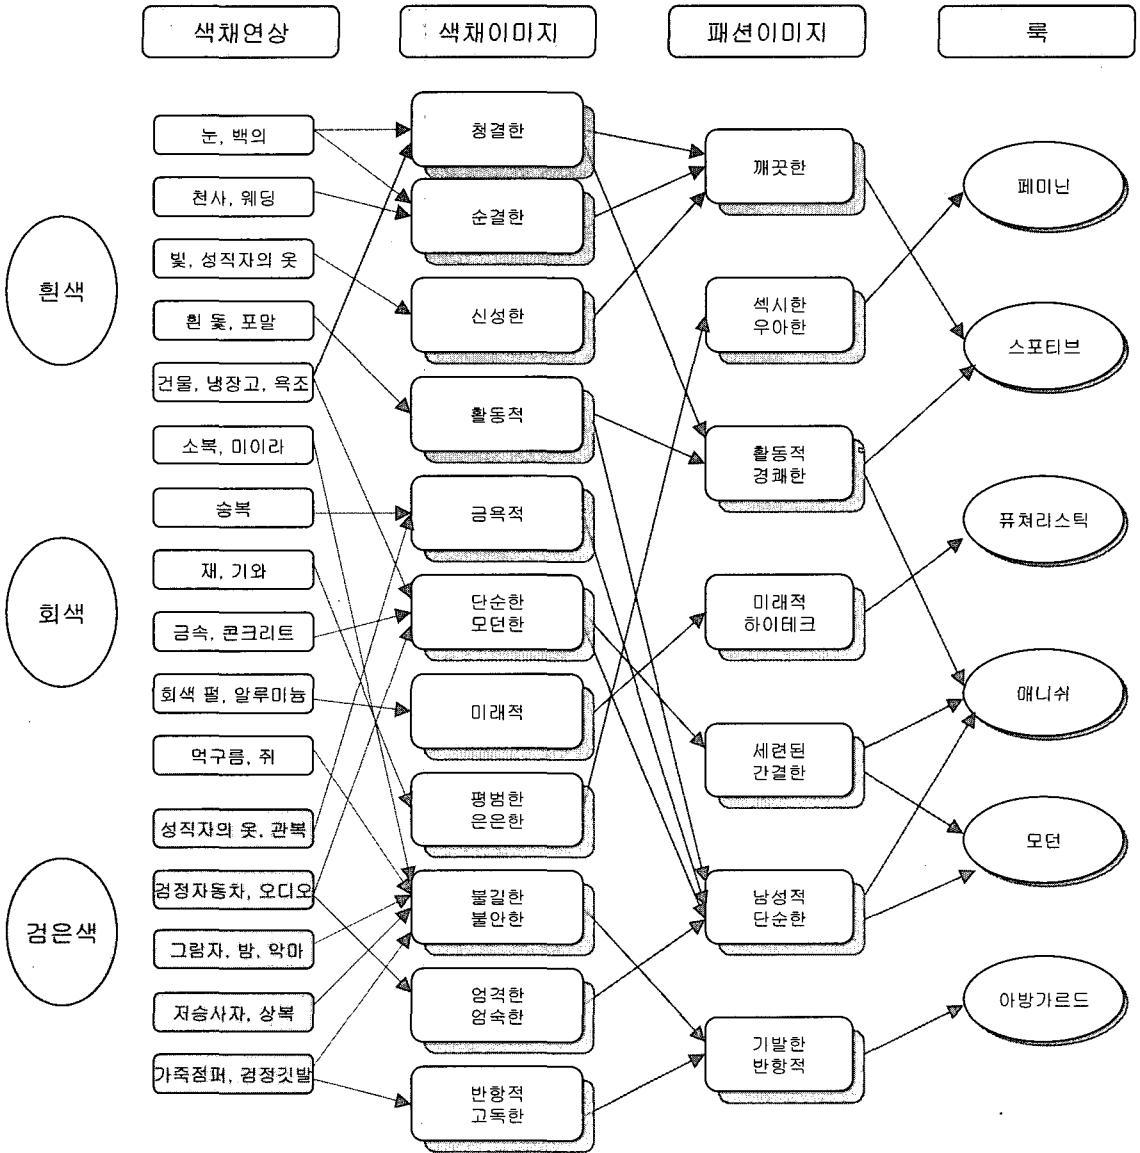 색채연상
색채이미지
패션이미지
룩
흰색
회색
검은색
눈, 백의
천사, 웨딩
빛, 성직자의 옷
흰 돛, 포말
건물, 냉장고, 욕조
소복, 미이라
승복
재, 기와
금속, 콘크리트
회색 펄, 알루미늄
먹구름, 쥐
성직자의 옷, 관복
검정자동차, 오디오
그림자, 밤, 악마
저승사자, 상복
가죽점퍼, 검정깃발
청결한
순결한
신성한
활동적
금욕적
단순한
모던한
미래적
평범한
은은한
불길한
불안한
엄격한
엄숙한
반항적
고독한
깨끗한
섹시한
우아한
활동적
경쾌한
미래적
하이테크
세련된
간결한
남성적
단순한
기발한
반항적
페미닌
스포티브
퓨쳐리스틱
매니쉬
모던
아방가르드